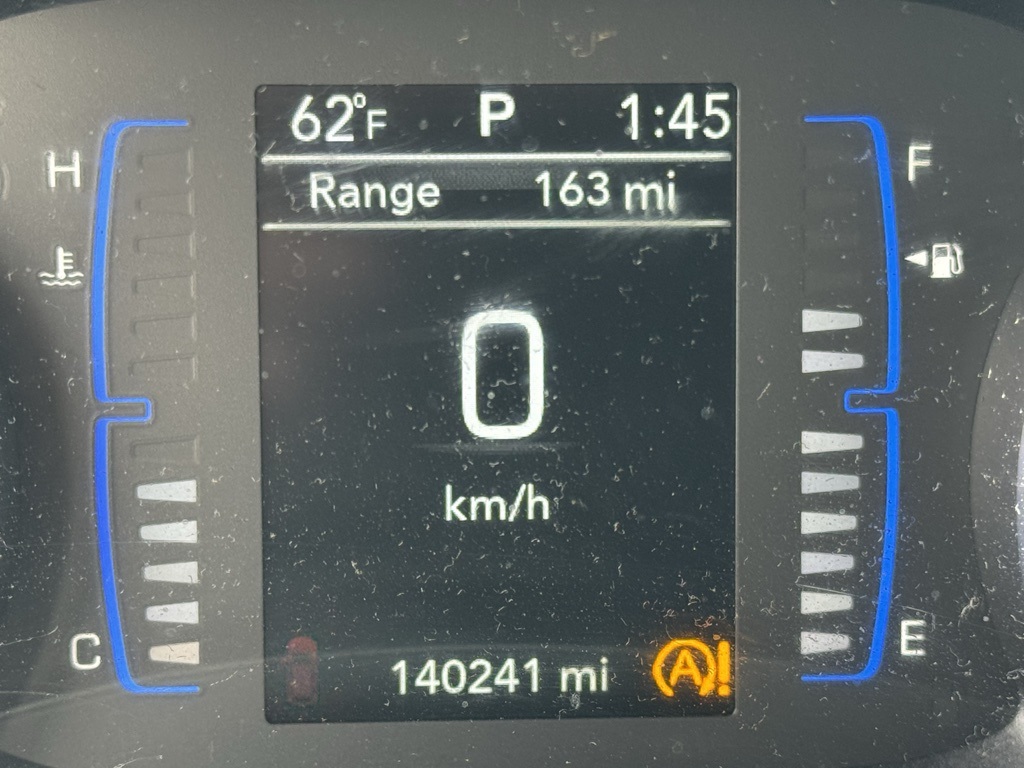 62°F P 1:45
Range 163 mi
H F
0
km/h
C E
140241 mi A!